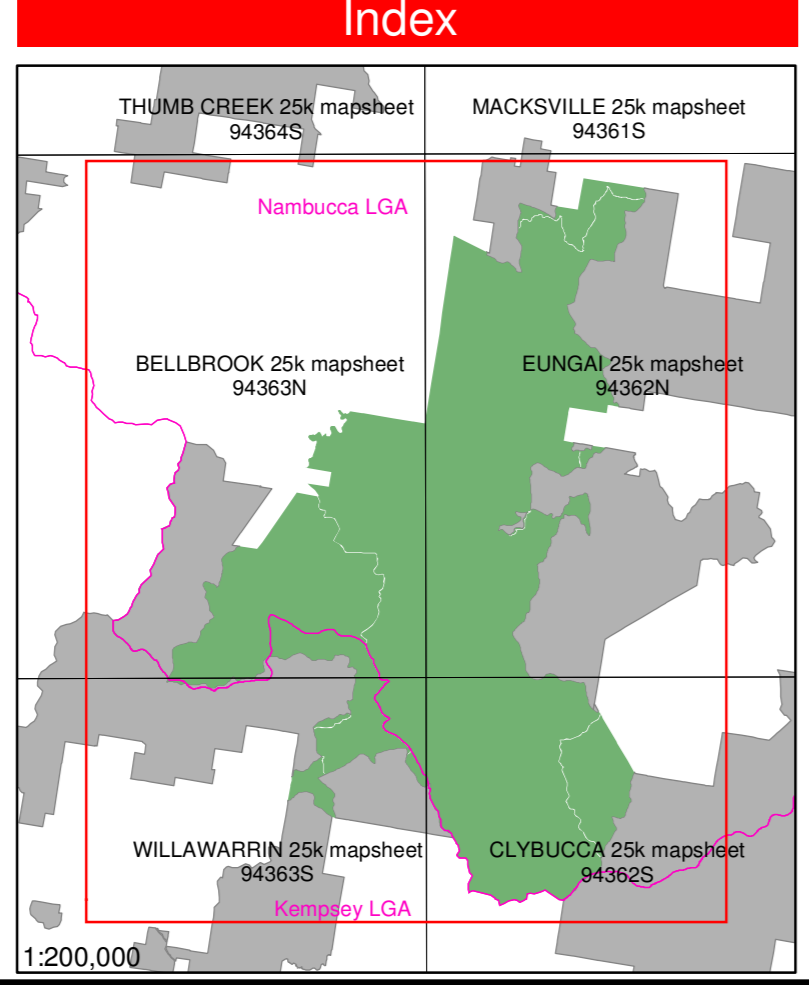 Index
THUMB CREEK 25k mapsheet
94364S
MACKSVILLE 25k mapsheet
94361S
Nambucca LGA
BELLBROOK 25k mapsheet
94363N
EUNGAI 25k mapsheet
94362N
WILLAWARRIN 25k mapsheet
94363S
CLYBUCCA 25k mapsheet
94362S
Kempsey LGA
1:200,000